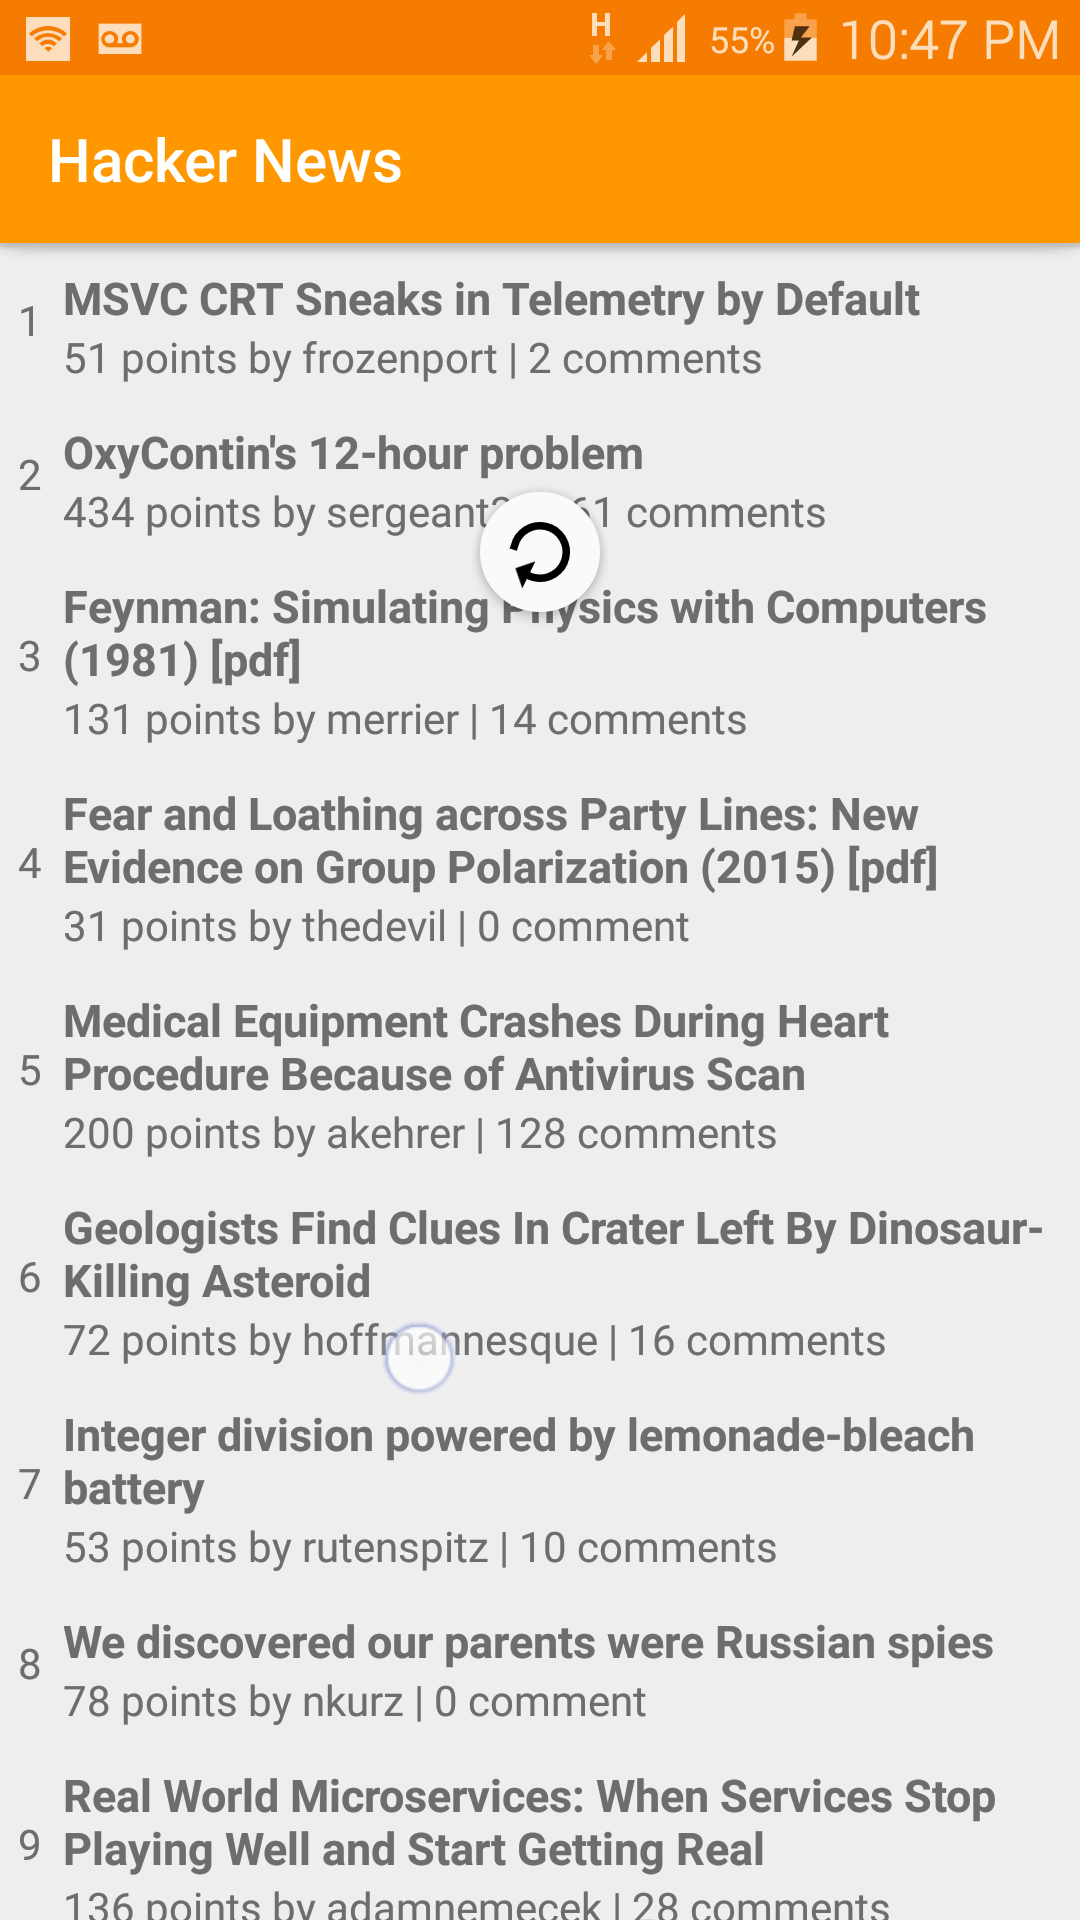 H
55%
10:47 PM
Hacker News
1
MSVC CRT Sneaks in Telemetry by Default
51 points by frozenport | 2 comments
2
OxyContin's 12-hour problem
434 points by comments
3
Feynman: Simulating Physics with Computers
(1981) [pdf]
131 points by merrier | 14 comments
4
Fear and Loathing across Party Lines: New
Evidence on Group Polarization (2015) [pdf]
31 points by thedevil | 0 comment
5
Medical Equipment Crashes During Heart
Procedure Because of Antivirus Scan
200 points by akehrer | 128 comments
6
Geologists Find Clues In Crater Left By Dinosaur-
Killing Asteroid
72 points by hoffmannesque | 16 comments
7
Integer division powered by lemonade-bleach
battery
53 points by rutenspitz | 10 comments
8
We discovered our parents were Russian spies
78 points by nkurz | 0 comment
9
Real World Microservices: When Services Stop
Playing Well and Start Getting Real
136 points by adamnemecek | 28 comments